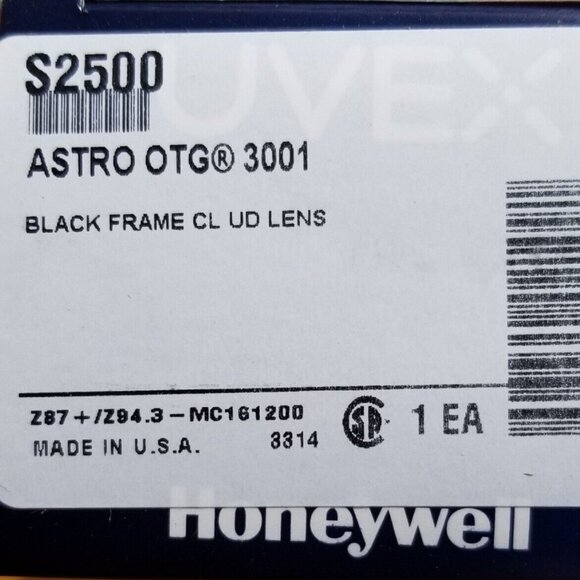 UVEX
S2500
ASTRO OTG® 3001
BLACK FRAME CL UD LENS
Z87+/Z94.3-MC161200
MADE IN U.S.A. 3314
SA 1 EA
Honeywell